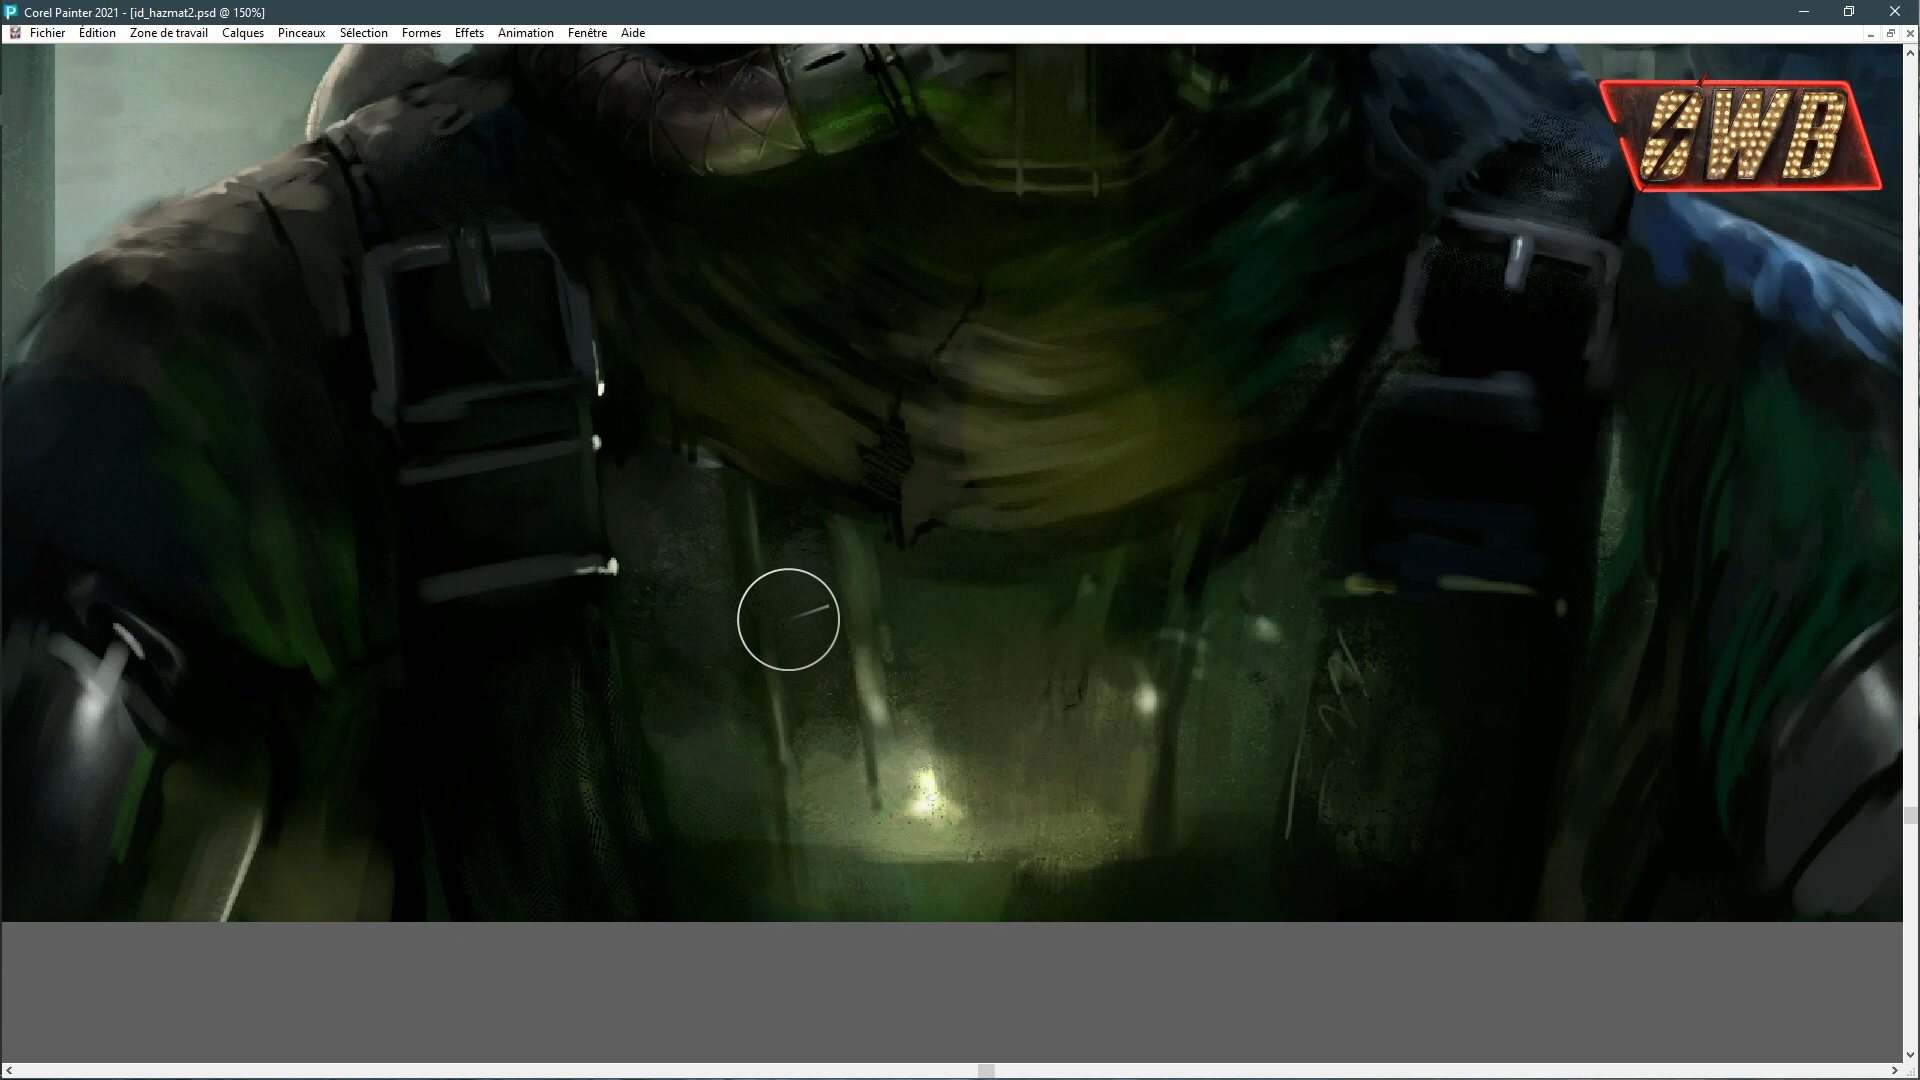 Corel Painter 2021 - [id_hazmat2.psd @ 150%]
Fichier Édition Zone de travail Calques Pinceaux Sélection Formes Effets Animation Fenêtre Aide
SWB